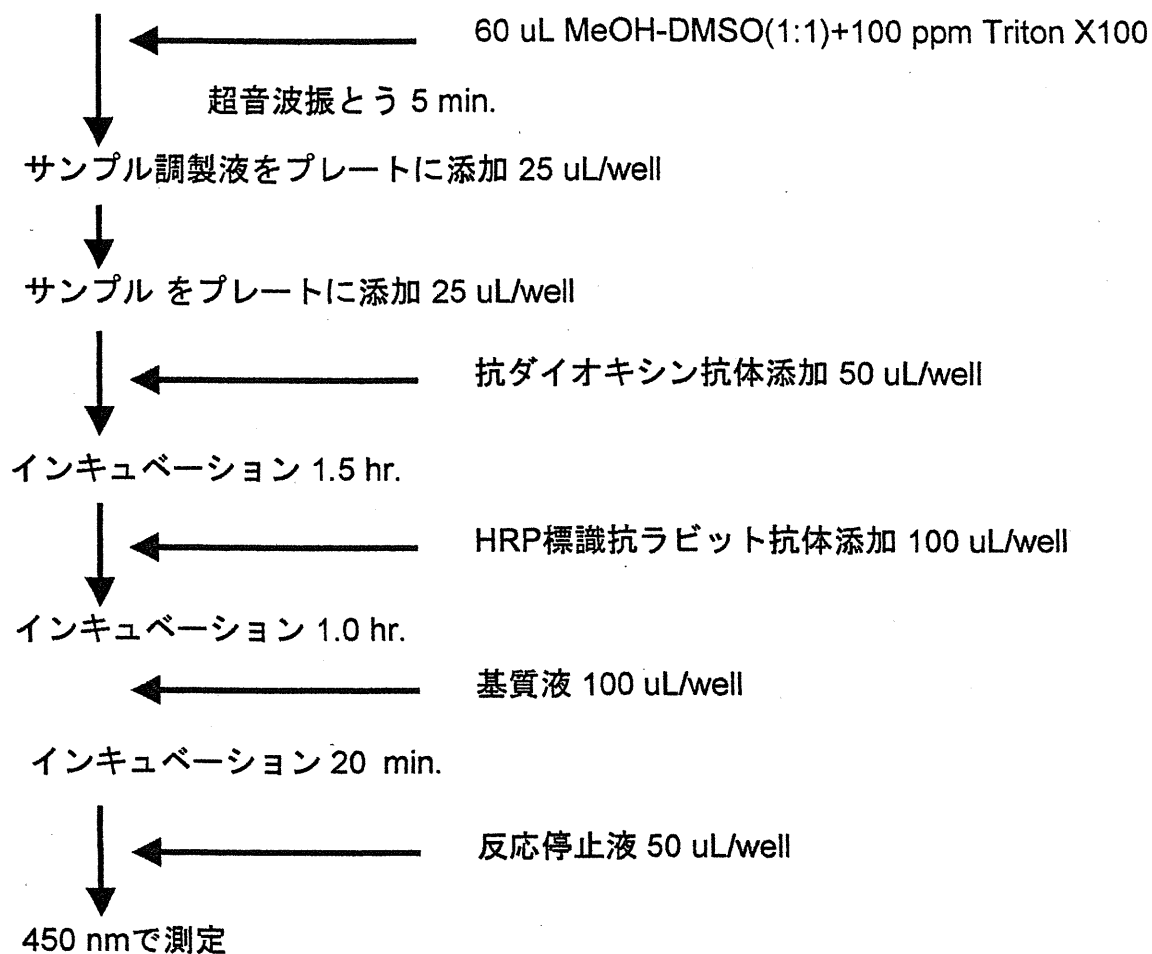 60 uL MeOH-DMSO(1:1)+100 ppm Triton X100
超音波振とう 5 min.
サンプル調製液をプレートに添加 25 uL/well
サンプル をプレートに添加 25 uL/well
抗ダイオキシン抗体添加 50 uL/well
インキュベーション 1.5 hr.
HRP標識抗ラビット抗体添加 100 uL/well
インキュベーション 1.0 hr.
基質液 100 uL/well
インキュベーション 20 min.
反応停止液 50 uL/well
450 nmで測定